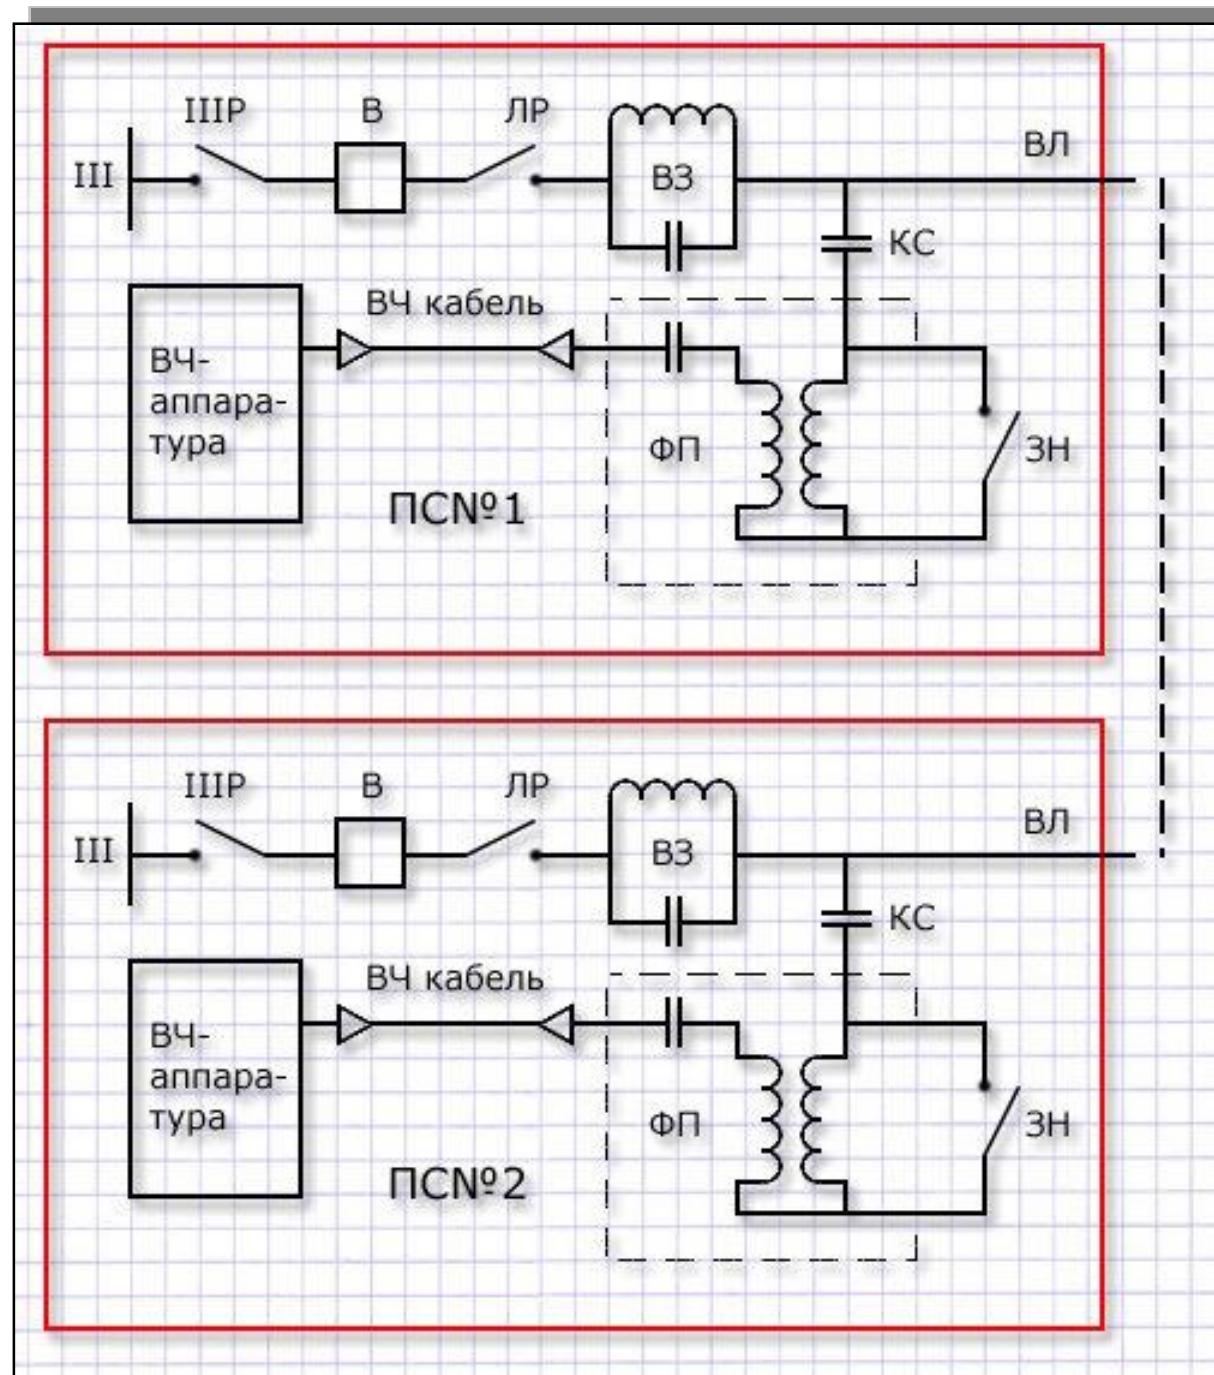 ШР
В
ЛР
ВЗ
ВЛ
Ш
КС
ВЧ кабель
ВЧ-
аппара-
тура
ФП
ЗН
ПС№1
ШР
В
ЛР
ВЗ
ВЛ
Ш
КС
ВЧ кабель
ВЧ-
аппара-
тура
ФП
ЗН
ПС№2